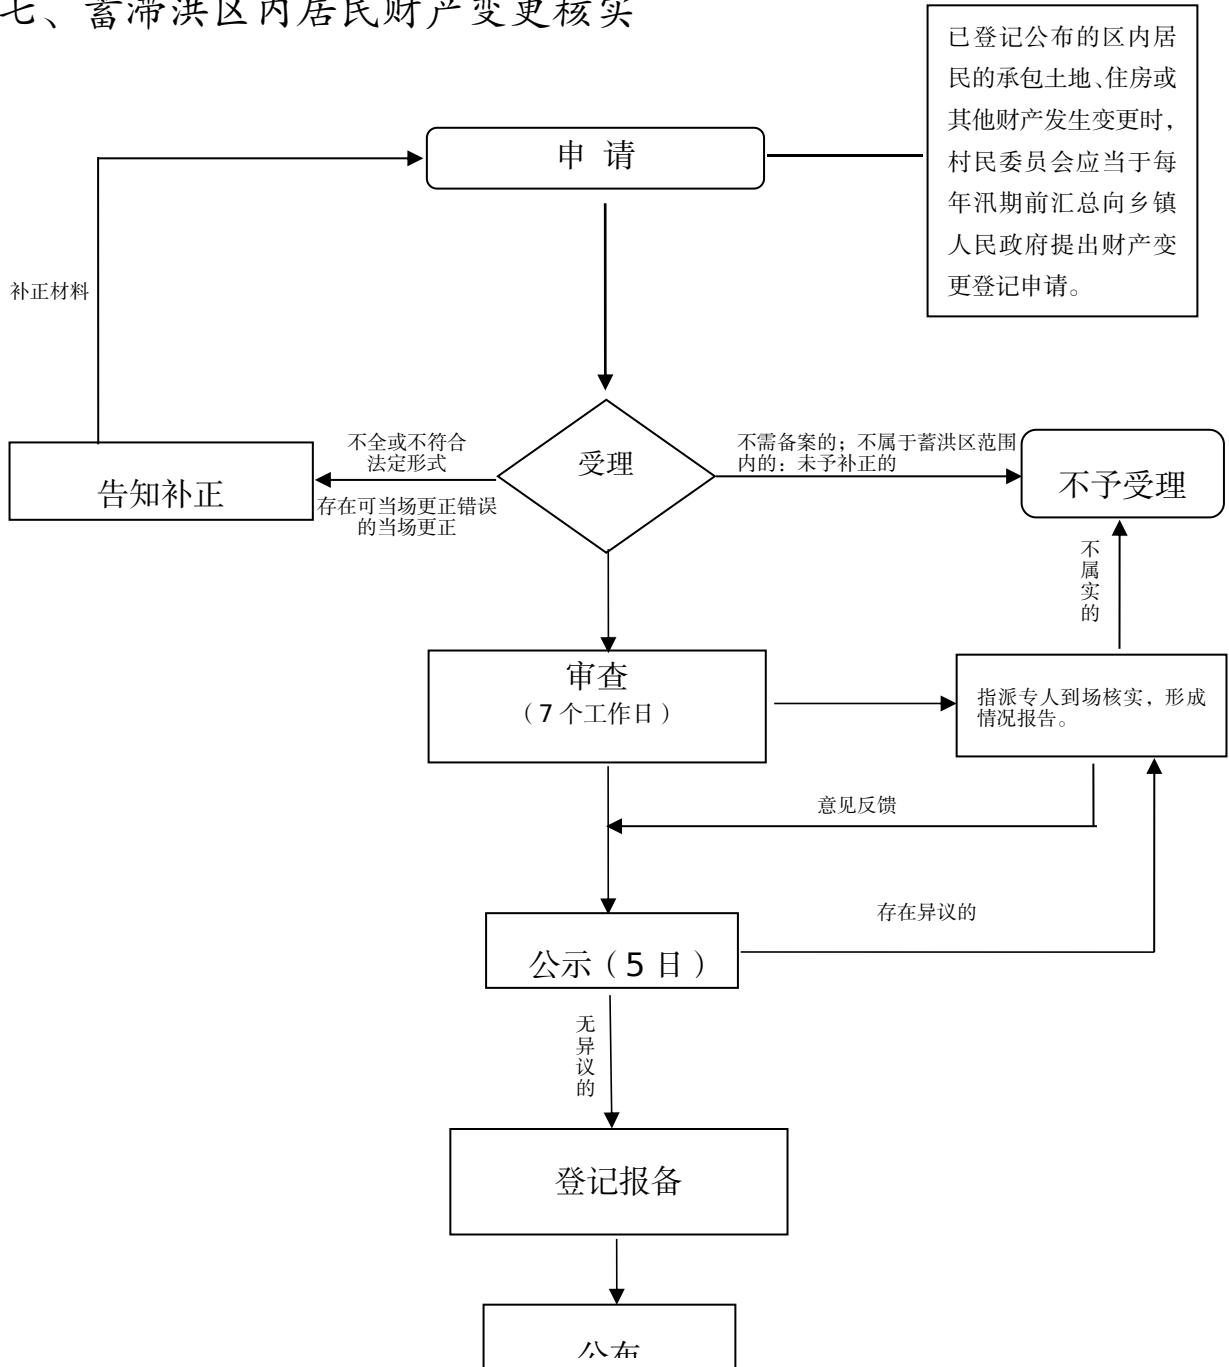 七、蓄滞洪区内居民财产变更核实
已登记公布的区内居
民的承包土地、住房或
其他财产发生变更时，
村民委员会应当于每
年汛期前汇总向乡镇
人民政府提出财产变
更登记申请。
申 请
补正材料
不全或不符合
法定形式
存在可当场更正错误
的当场更正
告知补正
受理
不需备案的；不属于蓄洪区范围
内的：未予补正的
不予受理
不属实的
审查
（7 个工作日）
指派专人到场核实，形成
情况报告。
意见反馈
存在异议的
公示（5 日）
无异议的
登记报备
公布